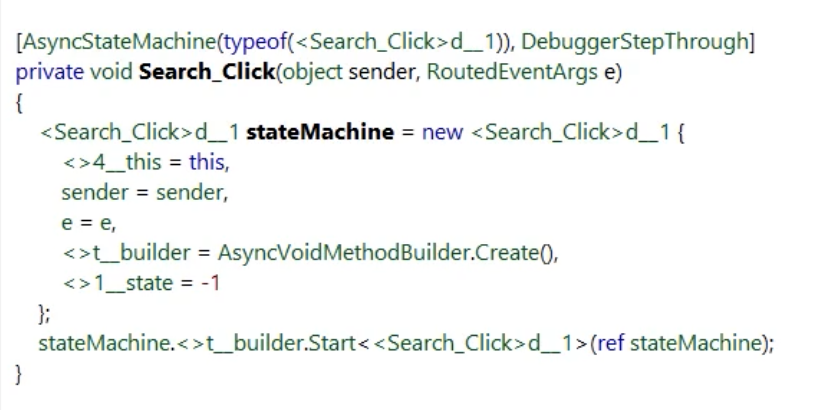 [AsyncStateMachine(typeof(<Search_Click>d__1)), DebuggerStepThrough]
private void Search_Click(object sender, RoutedEventArgs e)
{
<Search_Click>d__1 stateMachine = new <Search_Click>d__1 {
<>4__this = this,
sender = sender,
e = e,
<>t__builder = AsyncVoidMethodBuilder.Create(),
<>1__state = -1
};
stateMachine.<>t__builder.Start<<Search_Click>d__1>(ref stateMachine);
}